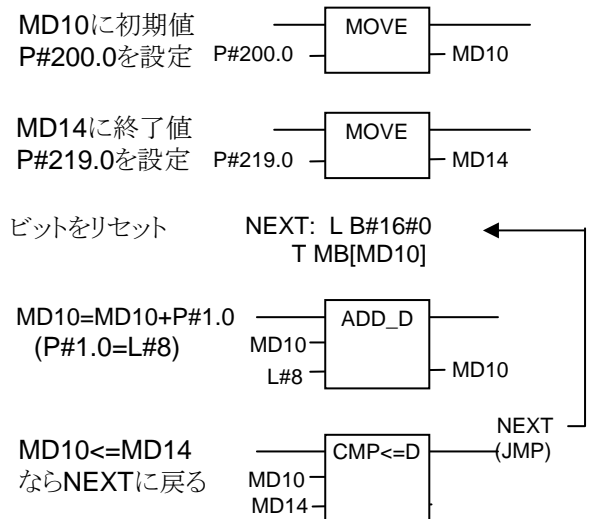 MD10に初期値
P#200.0を設定
P#200.0
MOVE
MD10
MD14に終了値
P#219.0を設定
P#219.0
MOVE
MD14
ビットをリセット
NEXT: L B#16#0
T MB[MD10]
MD10=MD10+P#1.0
(P#1.0=L#8)
MD10
L#8
ADD_D
MD10
MD10<=MD14
ならNEXTに戻る
MD10
MD14
CMP<=D
NEXT
(JMP)